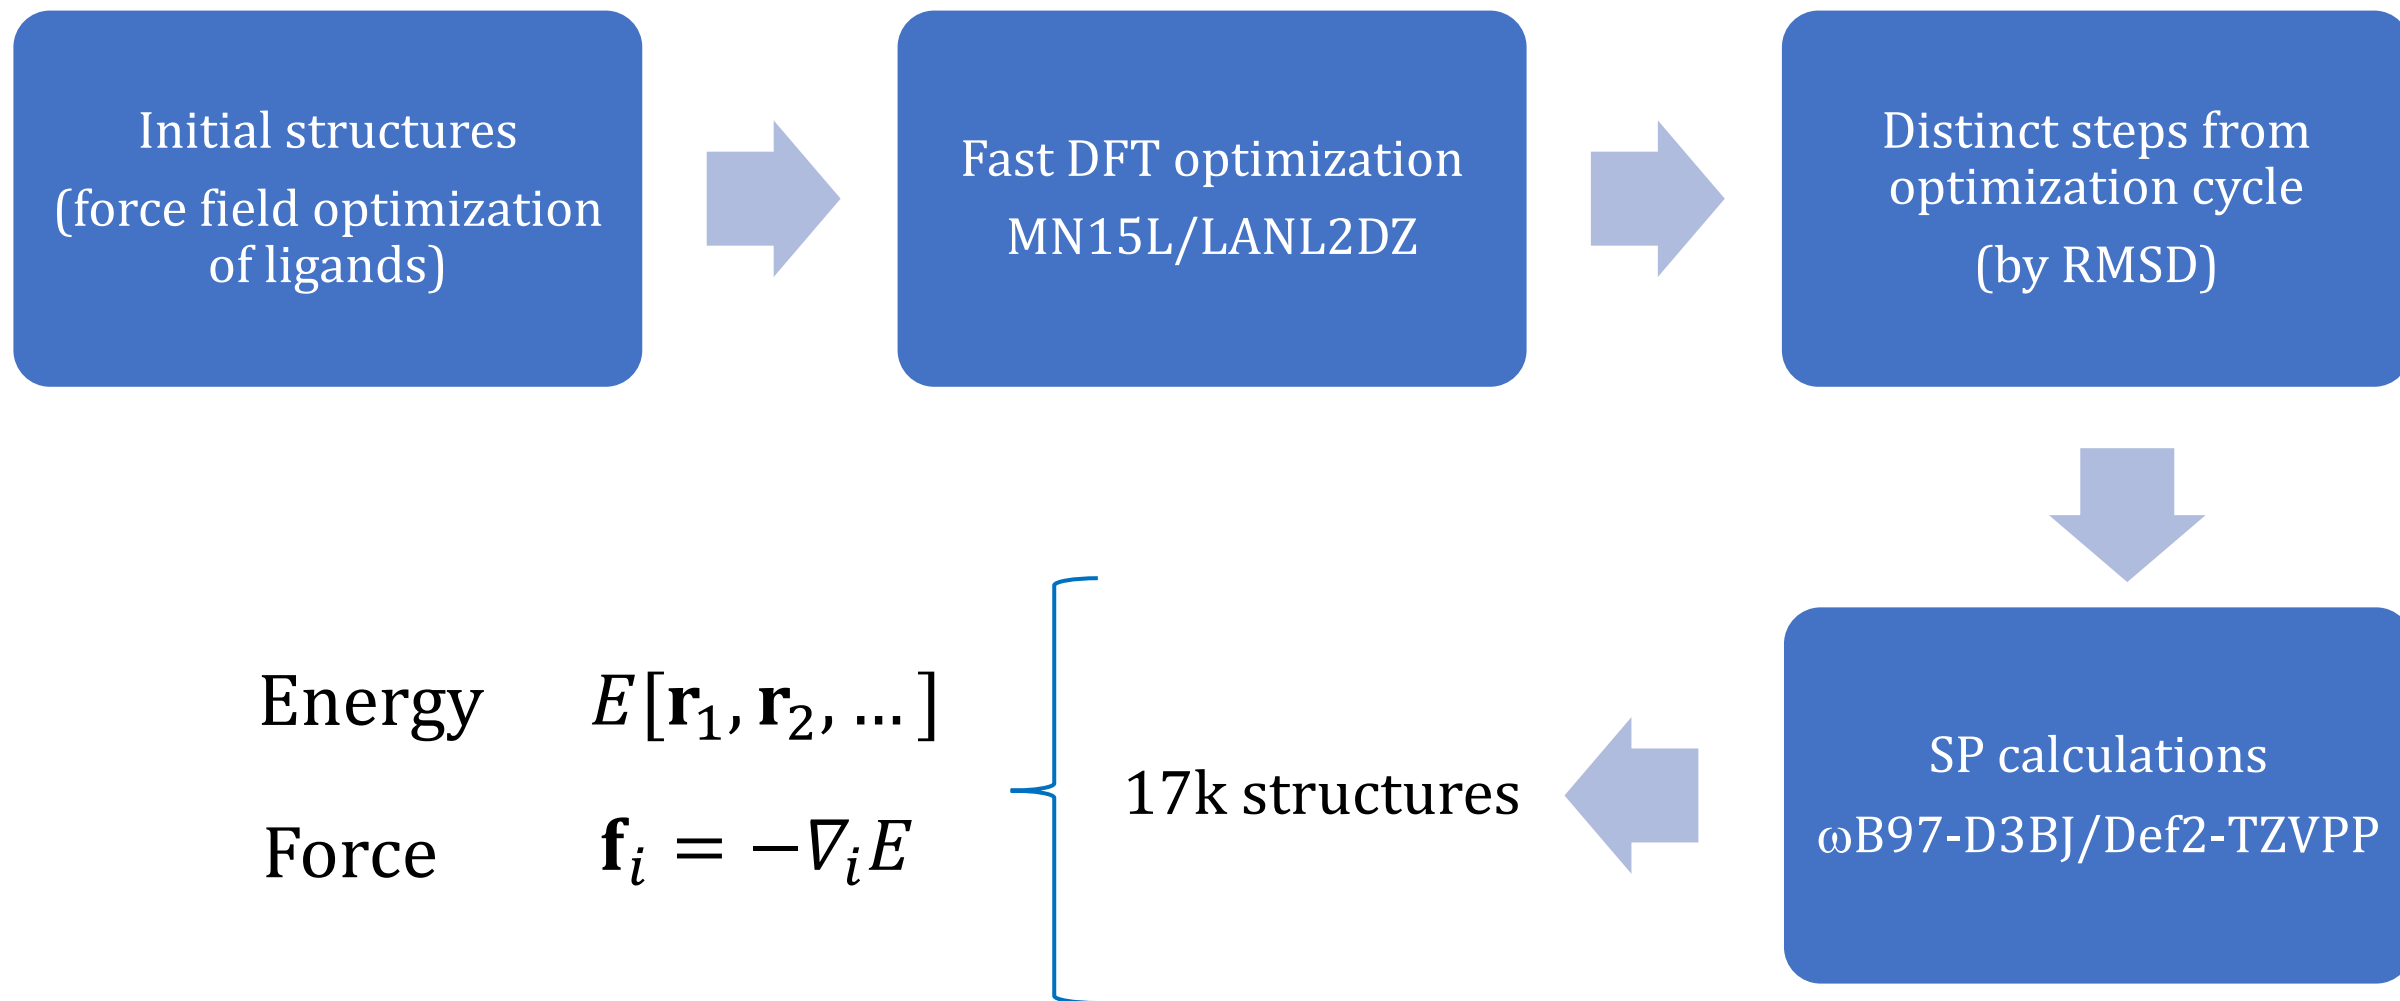 Initial structures
(force field optimization
of ligands)
Fast DFT optimization
MN15L/LANL2DZ
Distinct steps from
optimization cycle
(by RMSD)
SP calculations
ωB97-D3BJ/Def2-TZVPP
17k structures
Energy E[𝐫₁, 𝐫₂, … ]
Force 𝐟ᵢ = −∇ᵢE